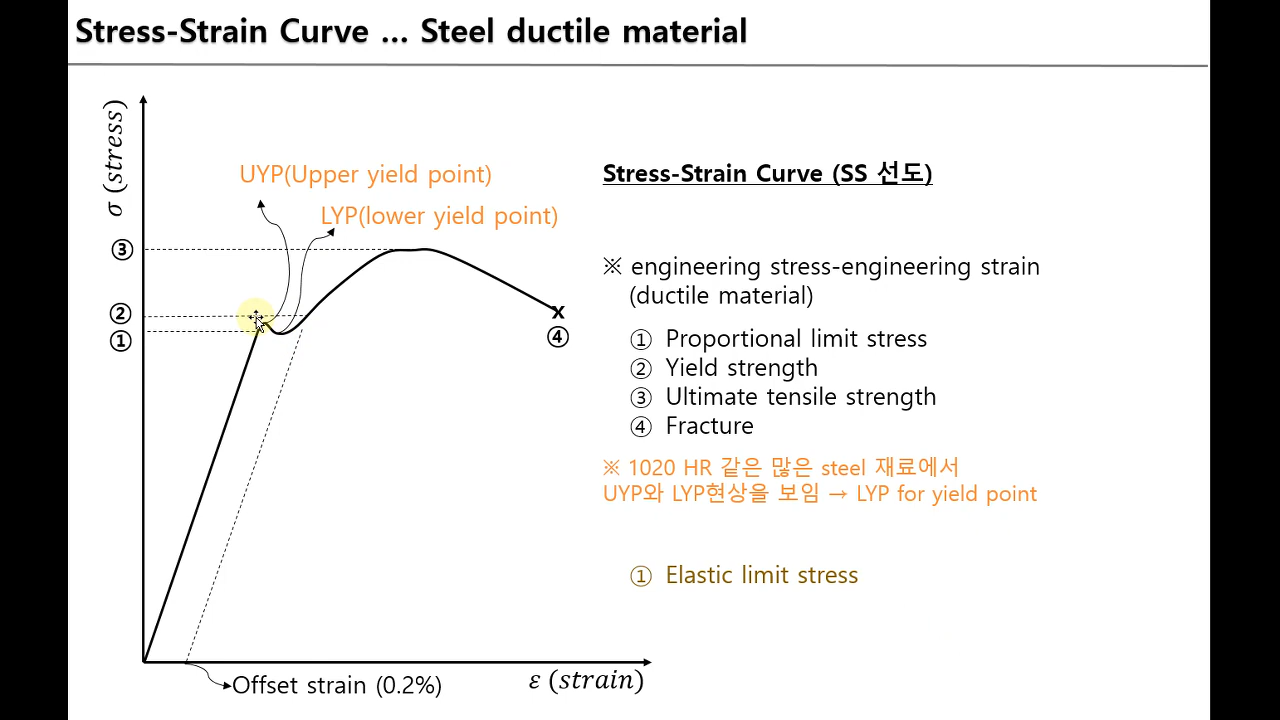 Stress-Strain Curve ... Steel ductile material
σ (stress)
UYP(Upper yield point)
LYP(lower yield point)
③
②
①
x
④
Offset strain (0.2%)
ε (strain)
Stress-Strain Curve (SS 선도)
※ engineering stress-engineering strain
(ductile material)
① Proportional limit stress
② Yield strength
③ Ultimate tensile strength
④ Fracture
※ 1020 HR 같은 많은 steel 재료에서
UYP와 LYP현상을 보임 → LYP for yield point
① Elastic limit stress